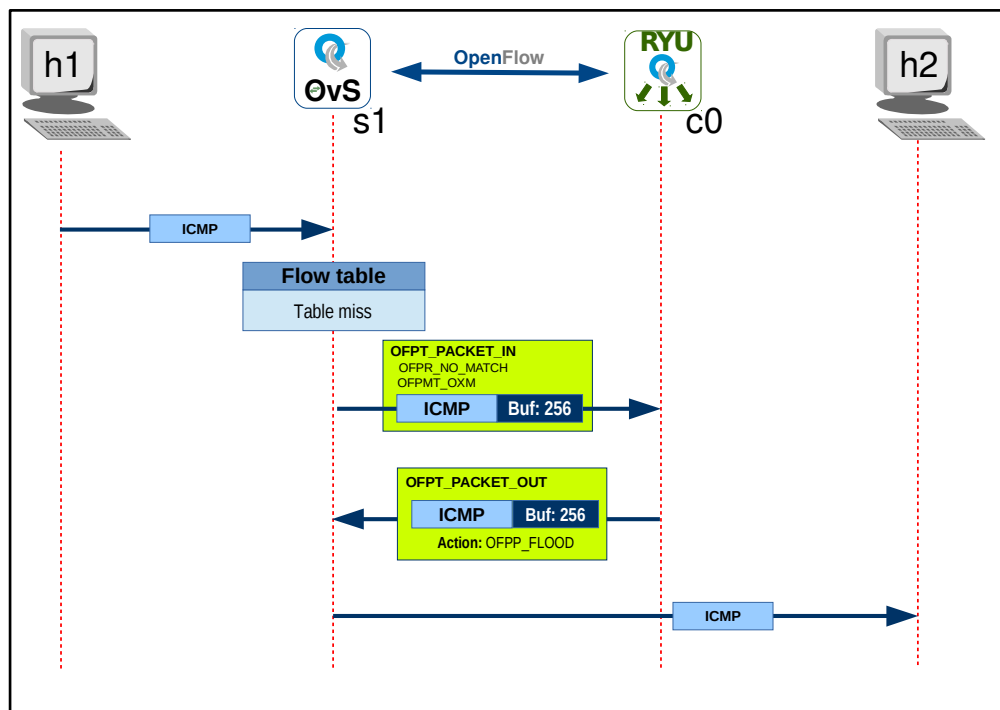 h1
OvS
s1
OpenFlow
RYU
c0
h2
ICMP
Flow table
Table miss
OFPT_PACKET_IN
OFPR_NO_MATCH
OFPMT_OXM
ICMP Buf: 256
OFPT_PACKET_OUT
ICMP Buf: 256
Action: OFPP_FLOOD
ICMP